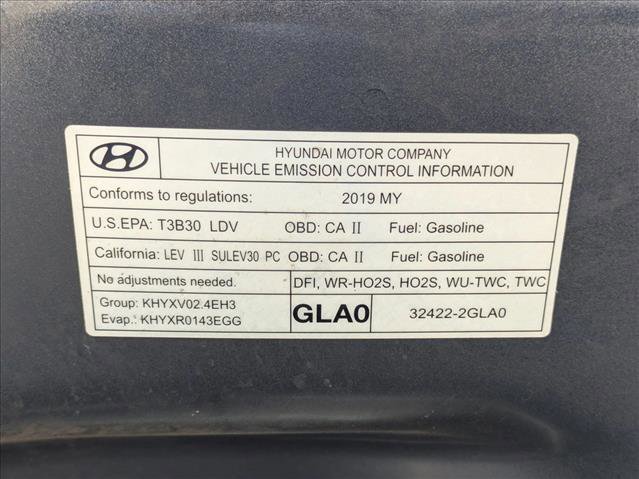 HYUNDAI MOTOR COMPANY
VEHICLE EMISSION CONTROL INFORMATION
Conforms to regulations: 2019 MY
U.S.EPA: T3B30 LDV OBD: CA II Fuel: Gasoline
California: LEV III SULEV30 PC OBD: CA II Fuel: Gasoline
No adjustments needed. DFI, WR-HO2S, HO2S, WU-TWC, TWC
Group: KHYXV02.4EH3
Evap.: KHYXR0143EGG
GLA0 32422-2GLA0